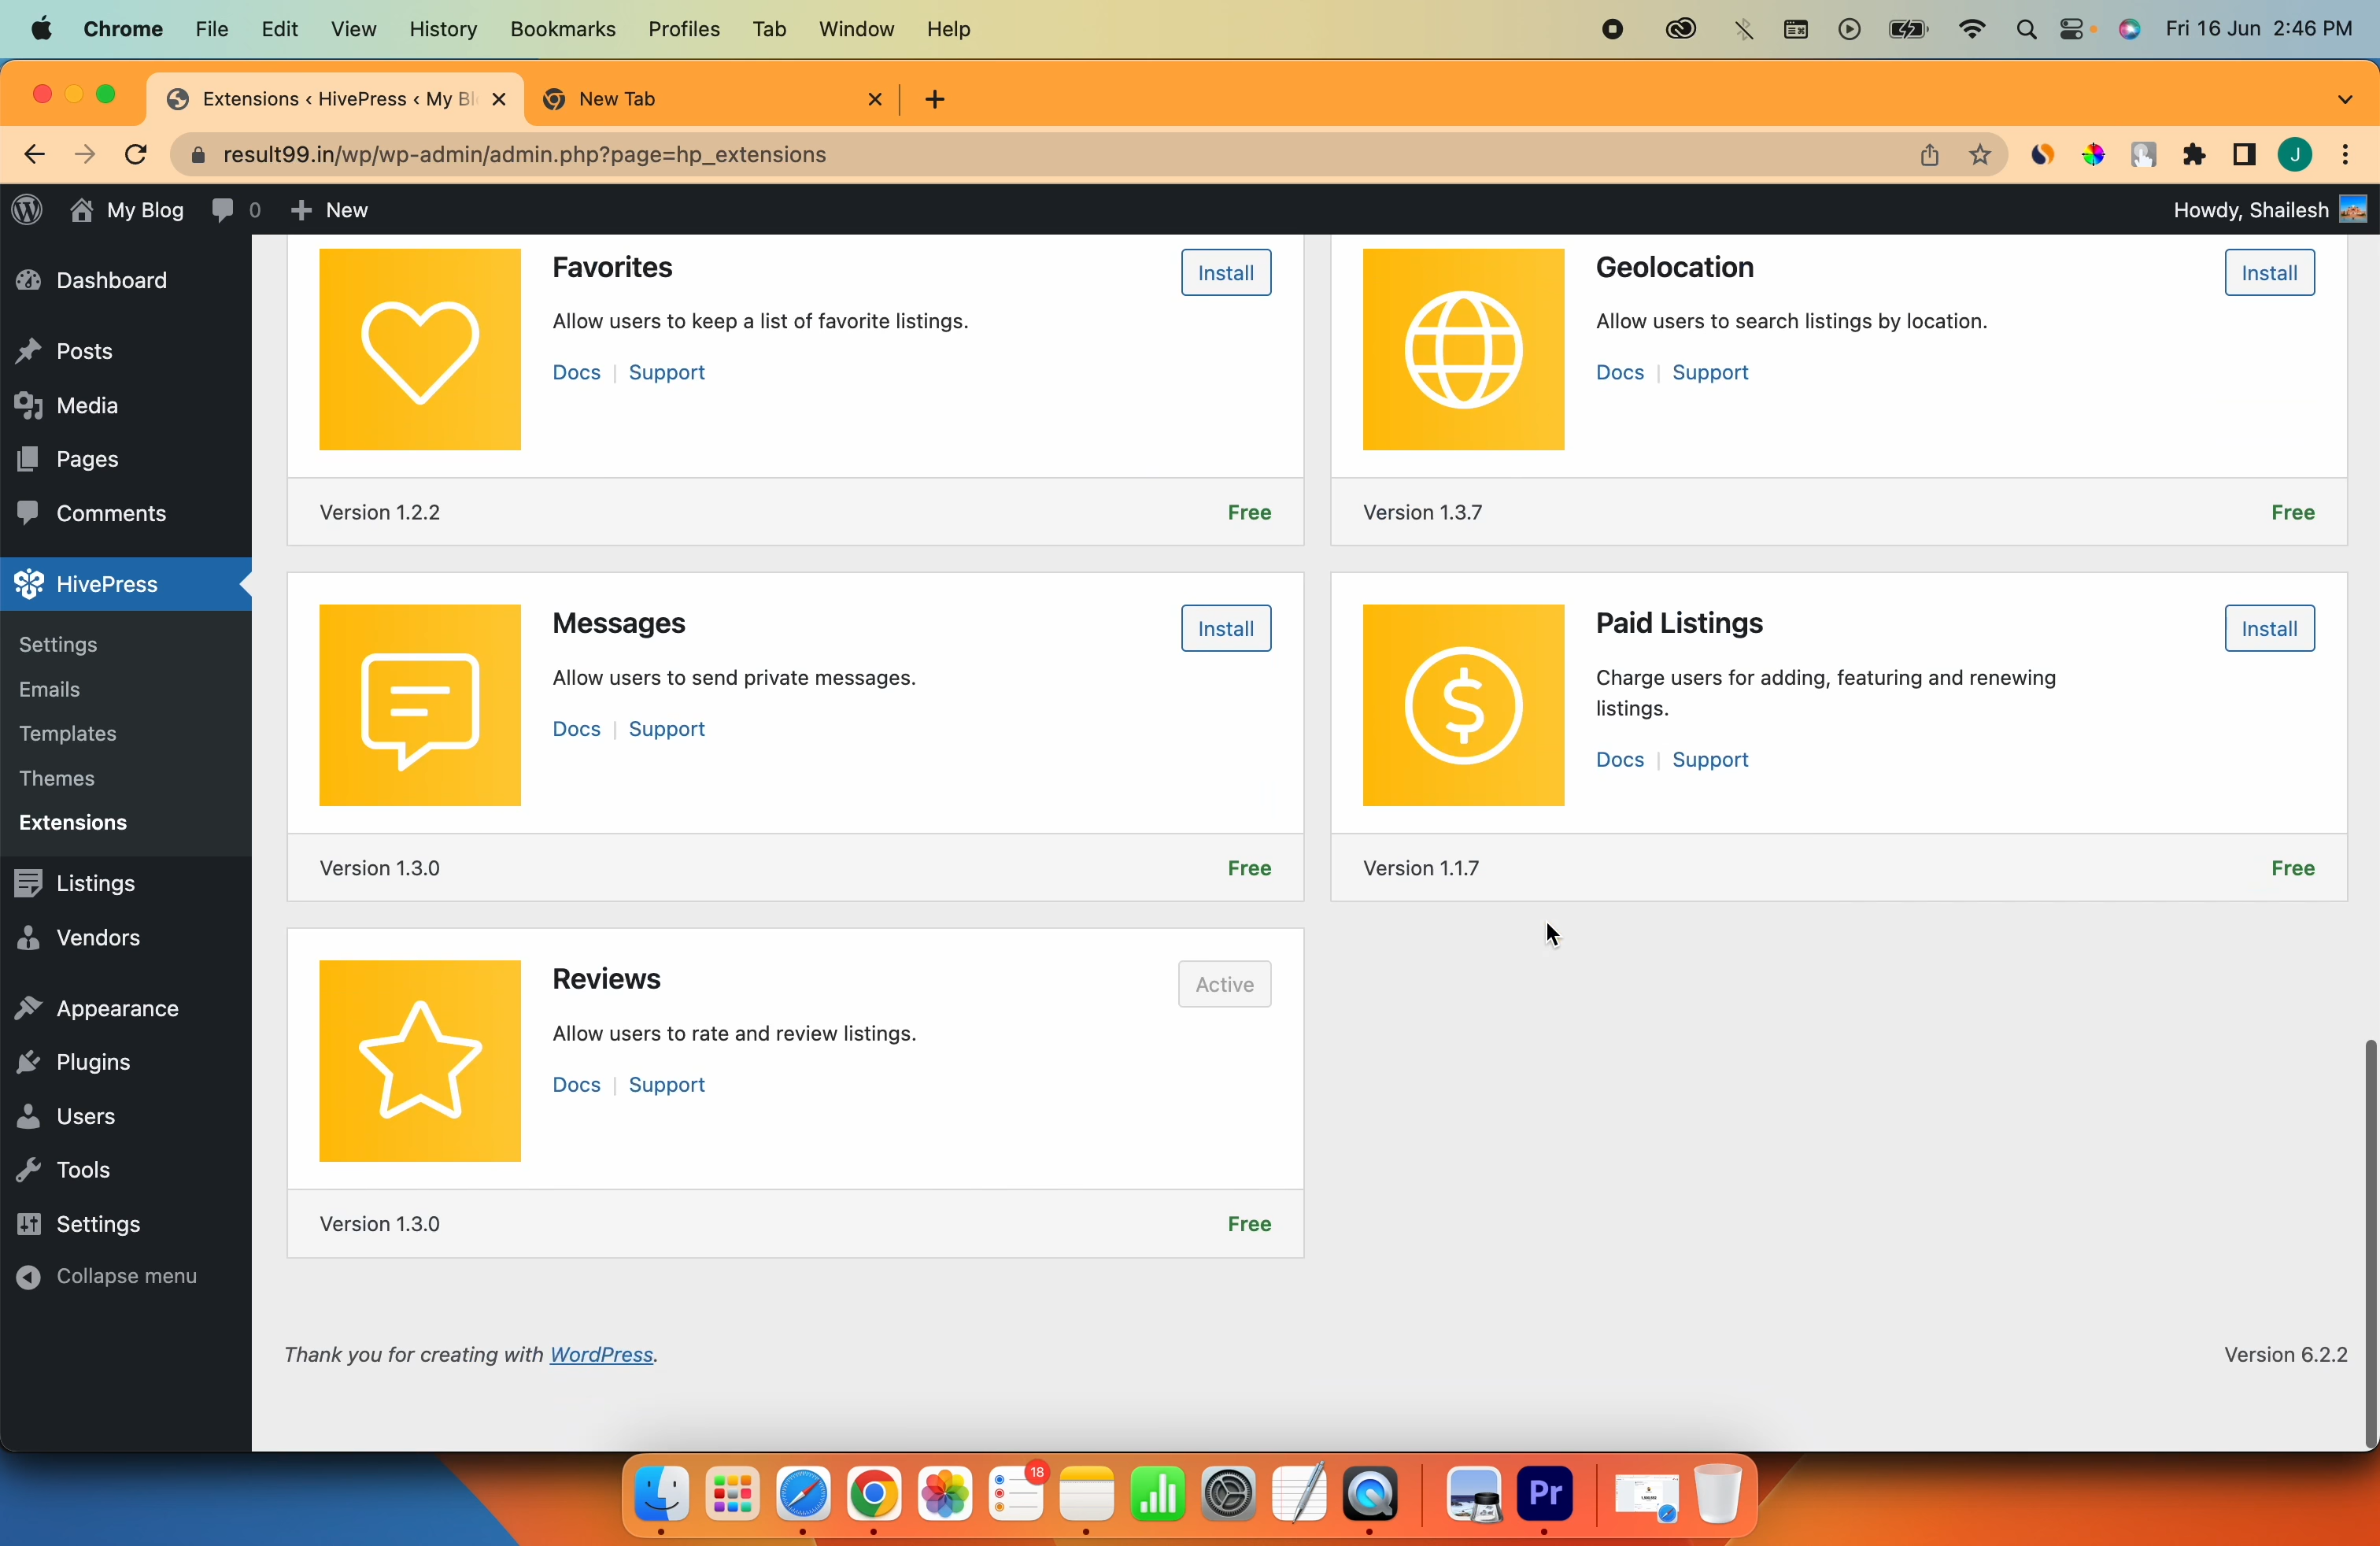 Chrome File Edit View History Bookmarks Profiles Tab Window Help Fri 16 Jun 2:46 PM
Extensions ‹ HivePress ‹ My Bl New Tab
result99.in/wp/wp-admin/admin.php?page=hp_extensions J
My Blog 0 New Howdy, Shailesh
Dashboard
Posts
Media
Pages
Comments
HivePress
Settings
Emails
Templates
Themes
Extensions
Listings
Vendors
Appearance
Plugins
Users
Tools
Settings
Collapse menu
Favorites Install
Allow users to keep a list of favorite listings.
Docs | Support
Version 1.2.2 Free
Geolocation Install
Allow users to search listings by location.
Docs | Support
Version 1.3.7 Free
Messages Install
Allow users to send private messages.
Docs | Support
Version 1.3.0 Free
Paid Listings Install
Charge users for adding, featuring and renewing
listings.
Docs | Support
Version 1.1.7 Free
Reviews Active
Allow users to rate and review listings.
Docs | Support
Version 1.3.0 Free
Thank you for creating with WordPress. Version 6.2.2
18
Pr